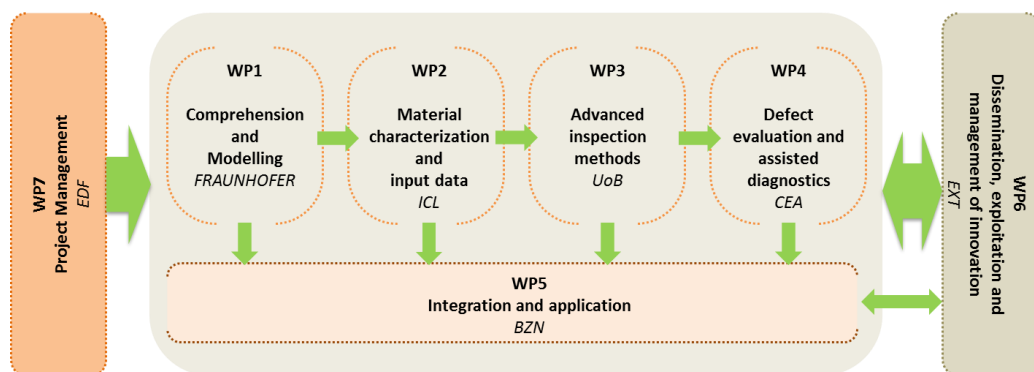 WP7
Project Management
EDF
WP1
Comprehension
and
Modelling
FRAUNHOFER
WP2
Material
characterization
and
input data
ICL
WP3
Advanced
inspection
methods
UoB
WP4
Defect
evaluation and
assisted
diagnostics
CEA
WP5
Integration and application
BZN
WP6
Dissemination, exploitation and
management of innovation
EXT